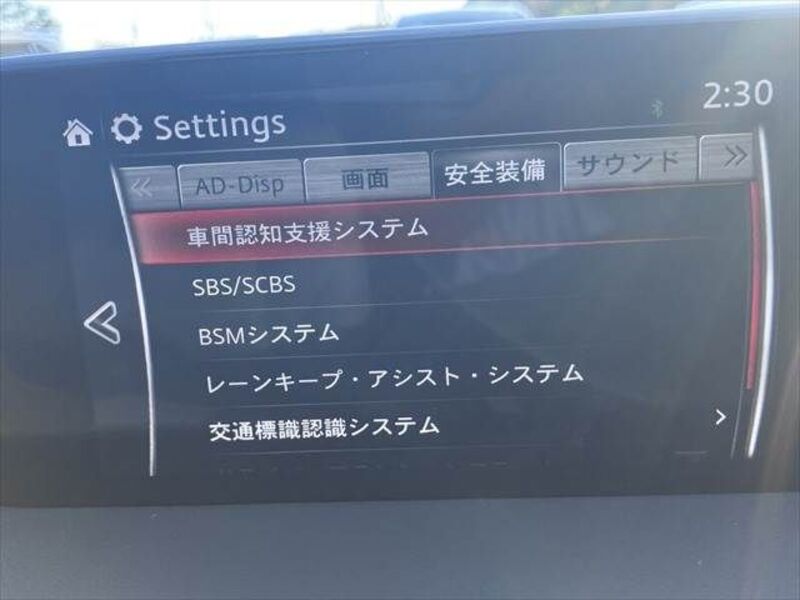 2:30
Settings
AD-Disp 画面 安全装備 サウンド
車間認知支援システム
SBS/SCBS
BSMシステム
レーンキープ・アシスト・システム
交通標識認識システム